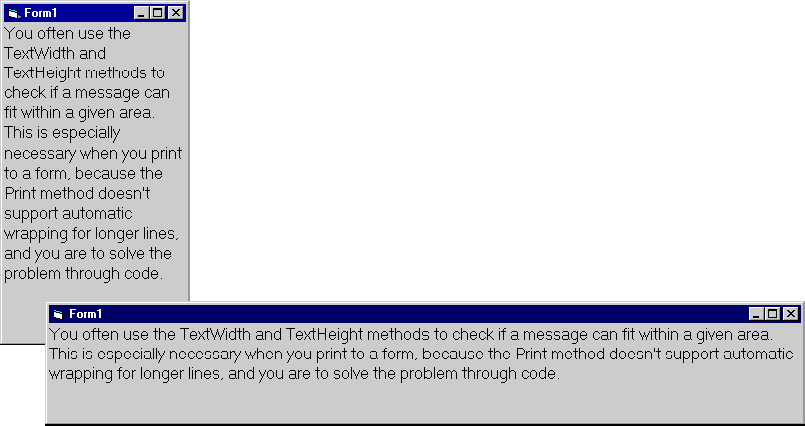 Form1
You often use the
TextWidth and
TextHeight methods to
check if a message can
fit within a given area.
This is especially
necessary when you print
to a form, because the
Print method doesn't
support automatic
wrapping for longer lines,
and you are to solve the
problem through code.
Form1
You often use the TextWidth and TextHeight methods to check if a message can fit within a given area.
This is especially necessary when you print to a form, because the Print method doesn't support automatic
wrapping for longer lines, and you are to solve the problem through code.